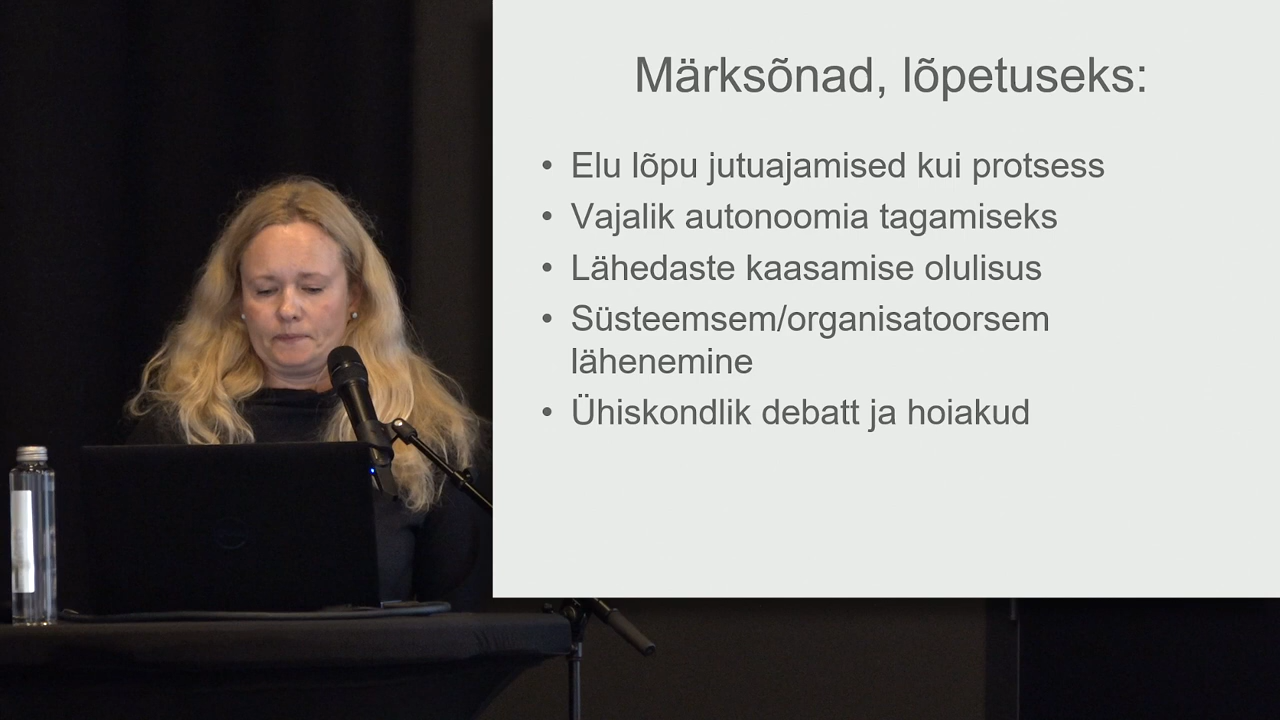 Märksõnad, lõpetuseks:
• Elu lõpu jutuajamised kui protsess
• Vajalik autonoomia tagamiseks
• Lähedaste kaasamise olulisus
• Süsteemsem/organisatoorsem
lähenemine
• Ühiskondlik debatt ja hoiakud